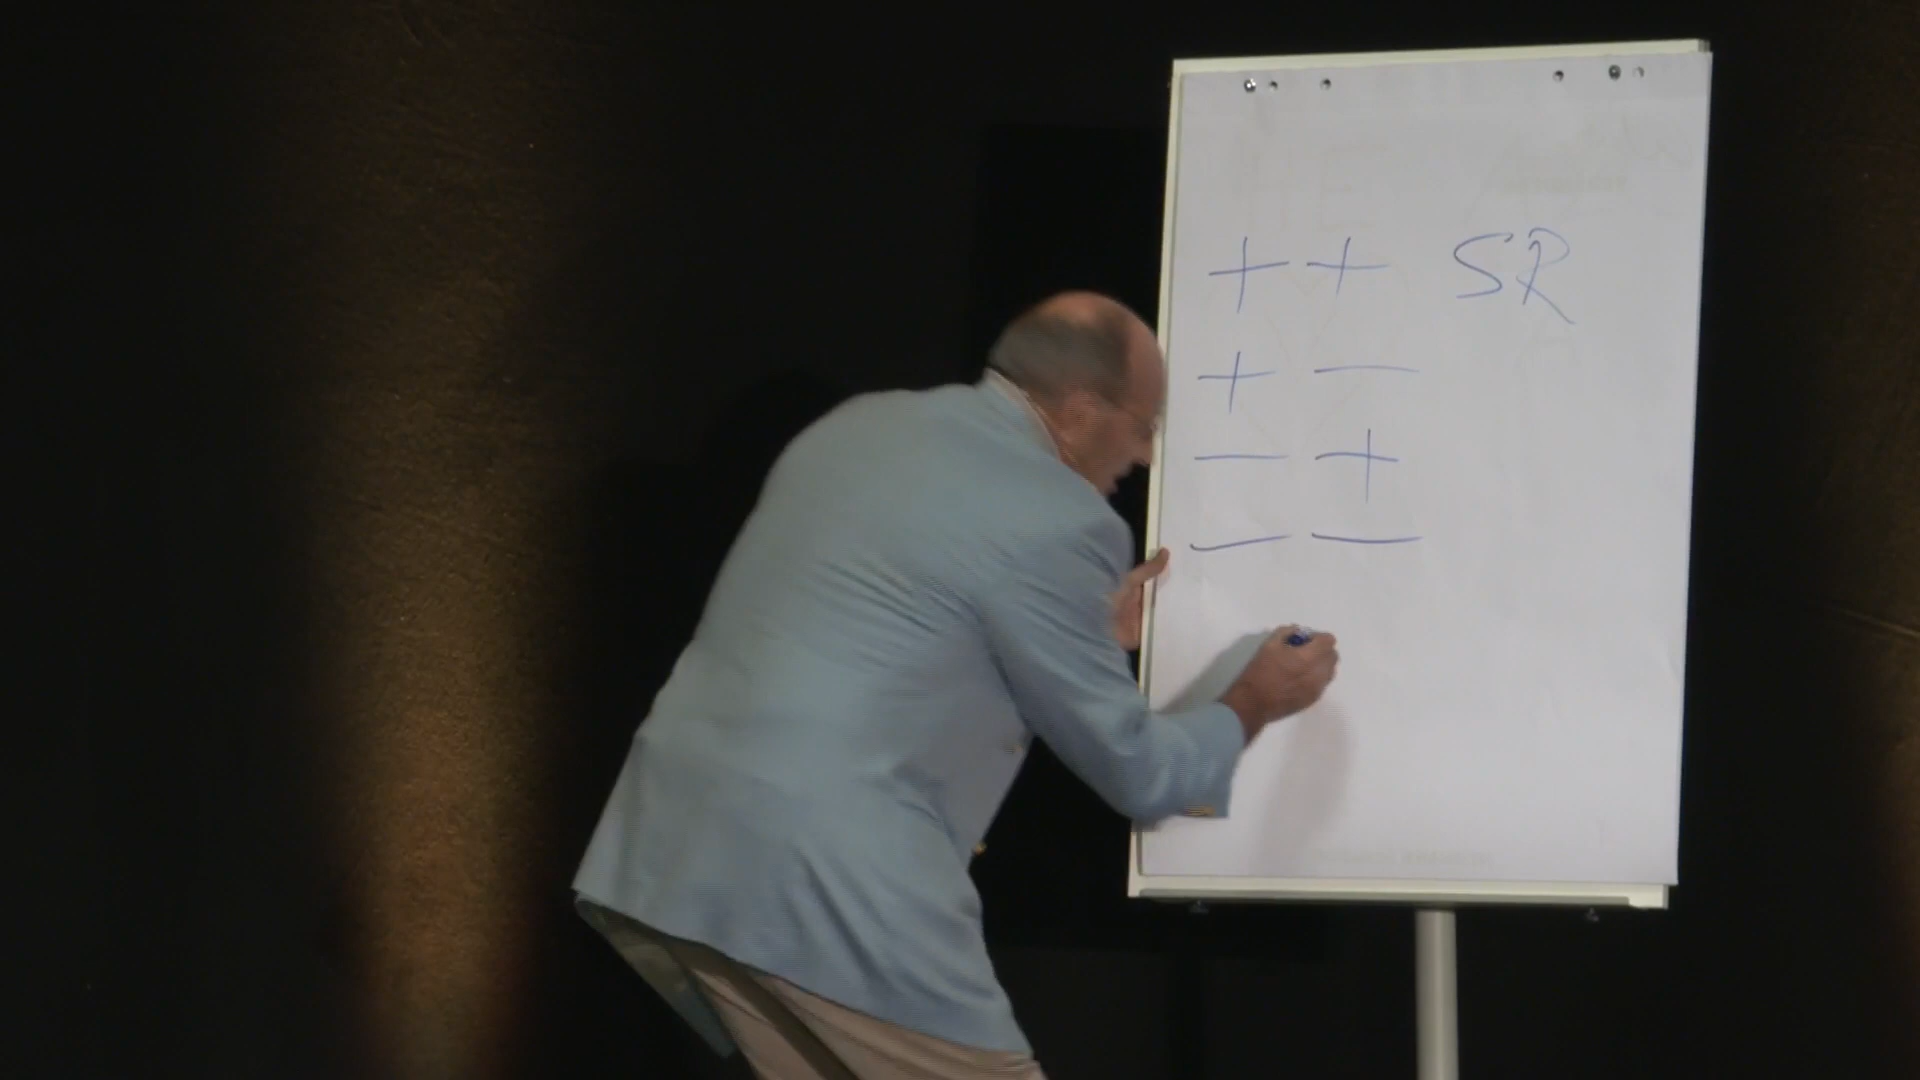 + + SR
+ −
− +
− −